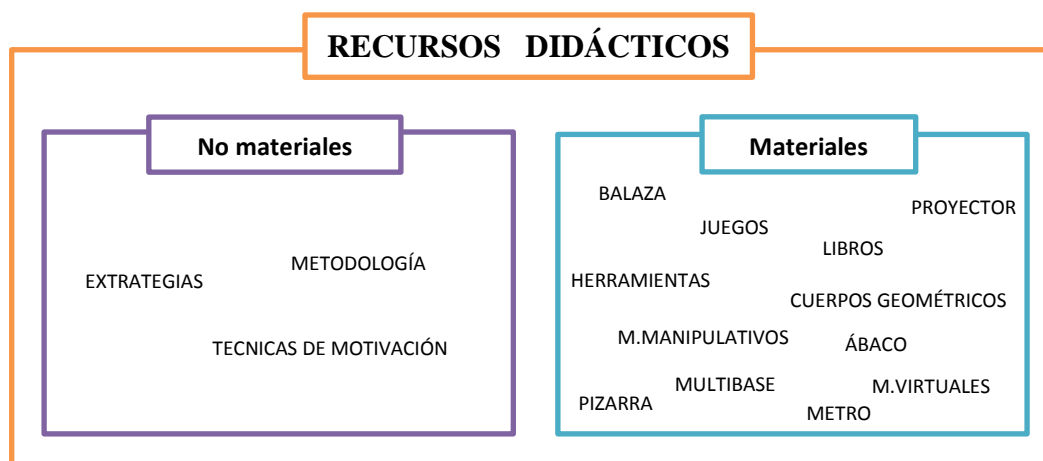 RECURSOS DIDÁCTICOS
No materiales
EXTRATEGIAS
METODOLOGÍA
TECNICAS DE MOTIVACIÓN
Materiales
BALAZA
PROYECTOR
JUEGOS
LIBROS
HERRAMIENTAS
CUERPOS GEOMÉTRICOS
M.MANIPULATIVOS
ÁBACO
MULTIBASE
M.VIRTUALES
PIZARRA
METRO